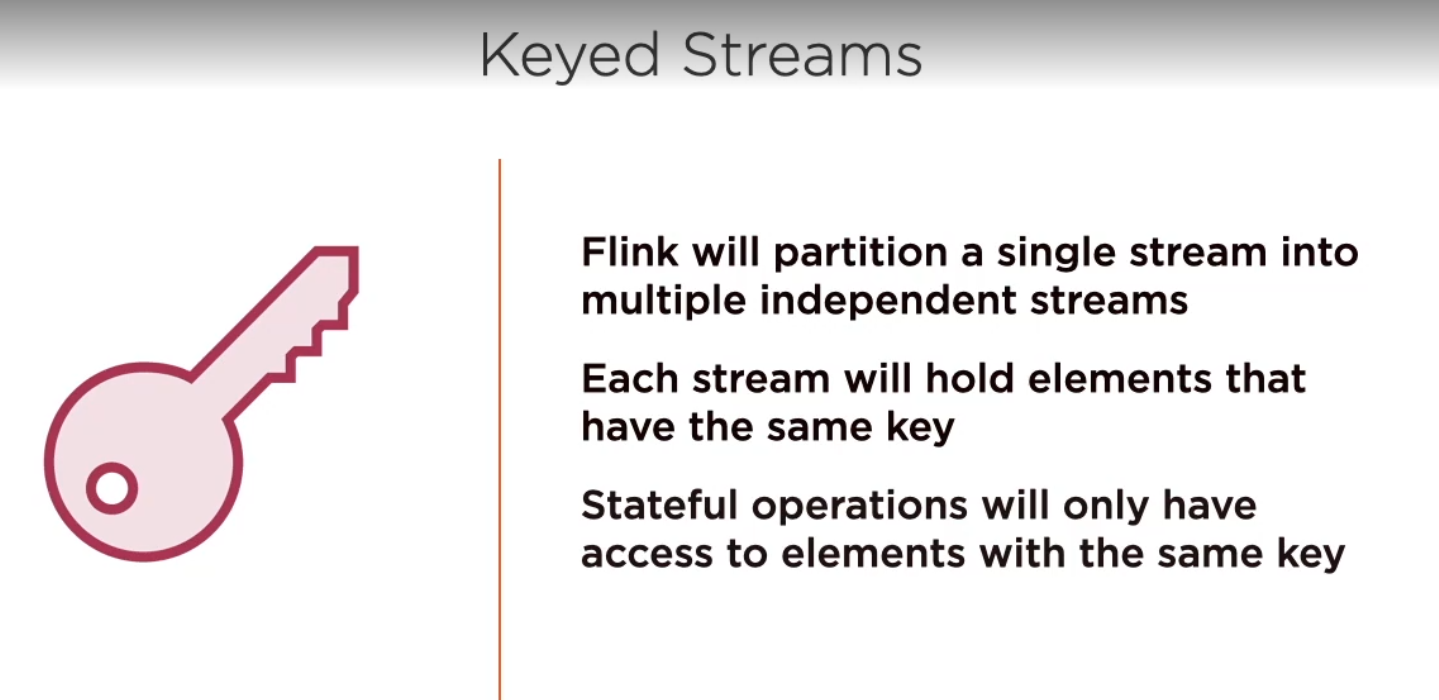 Keyed Streams
Flink will partition a single stream into
multiple independent streams
Each stream will hold elements that
have the same key
Stateful operations will only have
access to elements with the same key